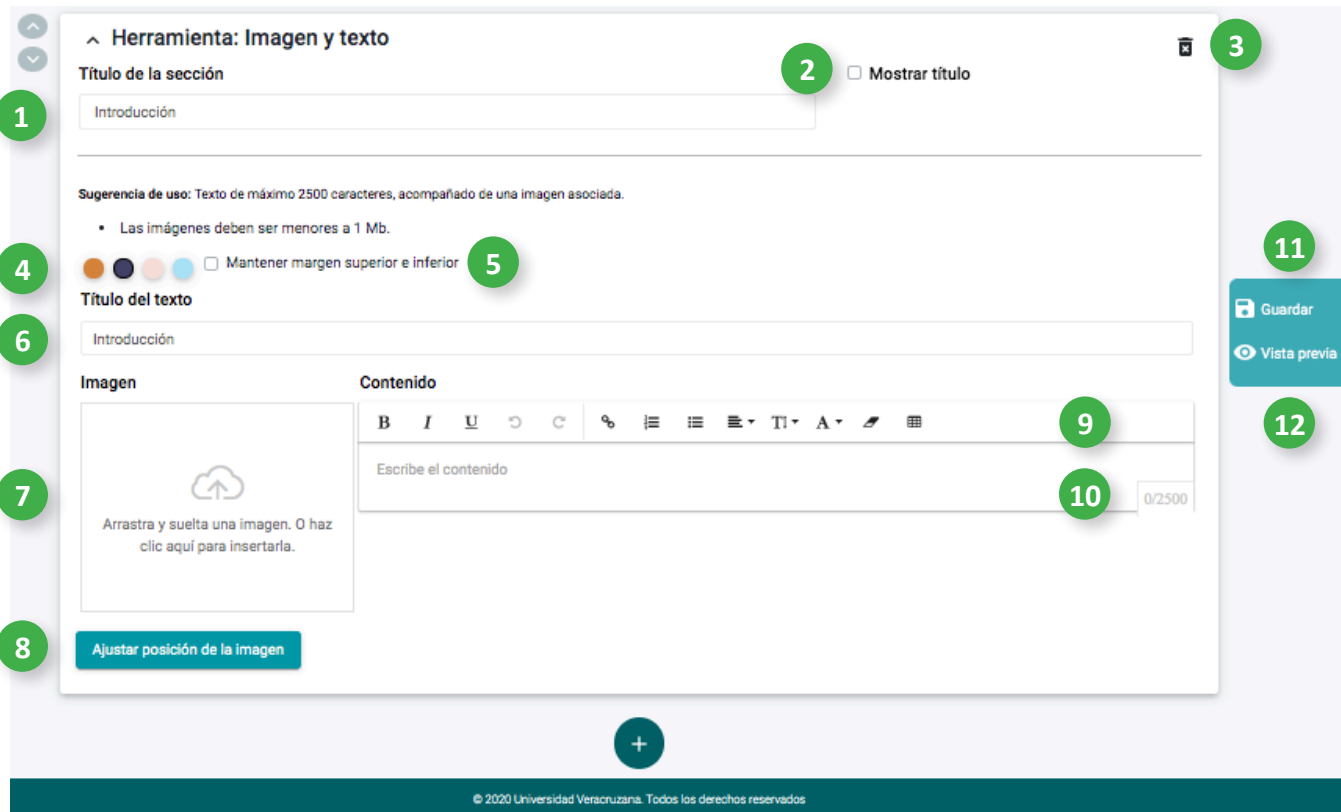 Herramienta: Imagen y texto
3
Título de la sección
2
Mostrar título
1
Introducción
Sugerencia de uso: Texto de máximo 2500 caracteres, acompañado de una imagen asociada.
• Las imágenes deben ser menores a 1 Mb.
4
Mantener margen superior e inferior
5
11
Título del texto
Guardar
6
Introducción
Vista previa
Imagen
Contenido
B I U T A
9
12
Escribe el contenido
7
10
0/2500
Arrastra y suelta una imagen. O haz
clic aquí para insertarla.
8
Ajustar posición de la imagen
+
© 2020 Universidad Veracruzana. Todos los derechos reservados